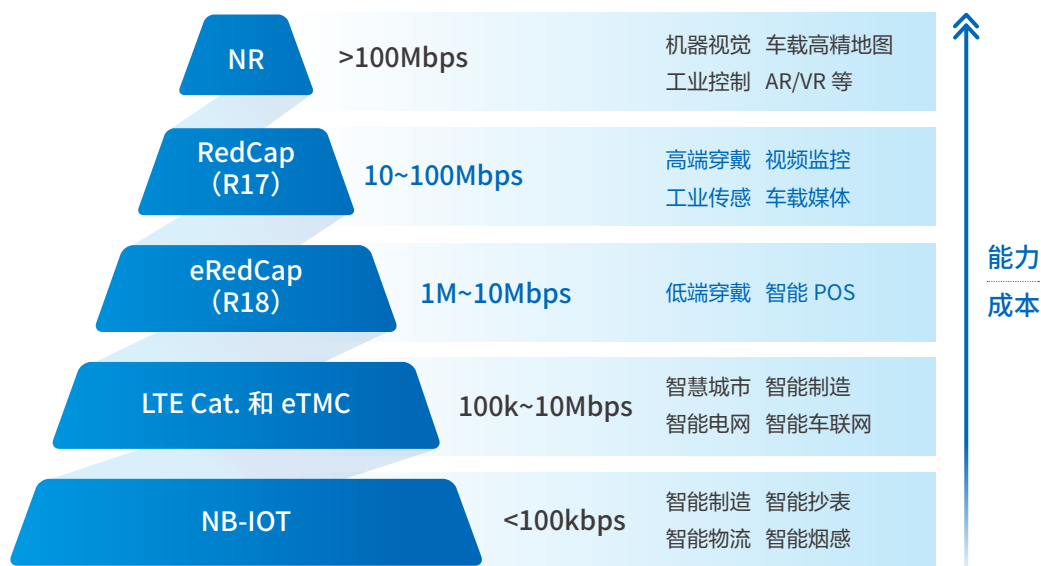 NR
>100Mbps
机器视觉 车载高精地图
工业控制 AR/VR 等
RedCap
（R17）
10~100Mbps
高端穿戴 视频监控
工业传感 车载媒体
eRedCap
（R18）
1M~10Mbps
低端穿戴 智能 POS
LTE Cat. 和 eTMC
100k~10Mbps
智慧城市 智能制造
智能电网 智能车联网
NB-IOT
<100kbps
智能制造 智能抄表
智能物流 智能烟感
能力
成本